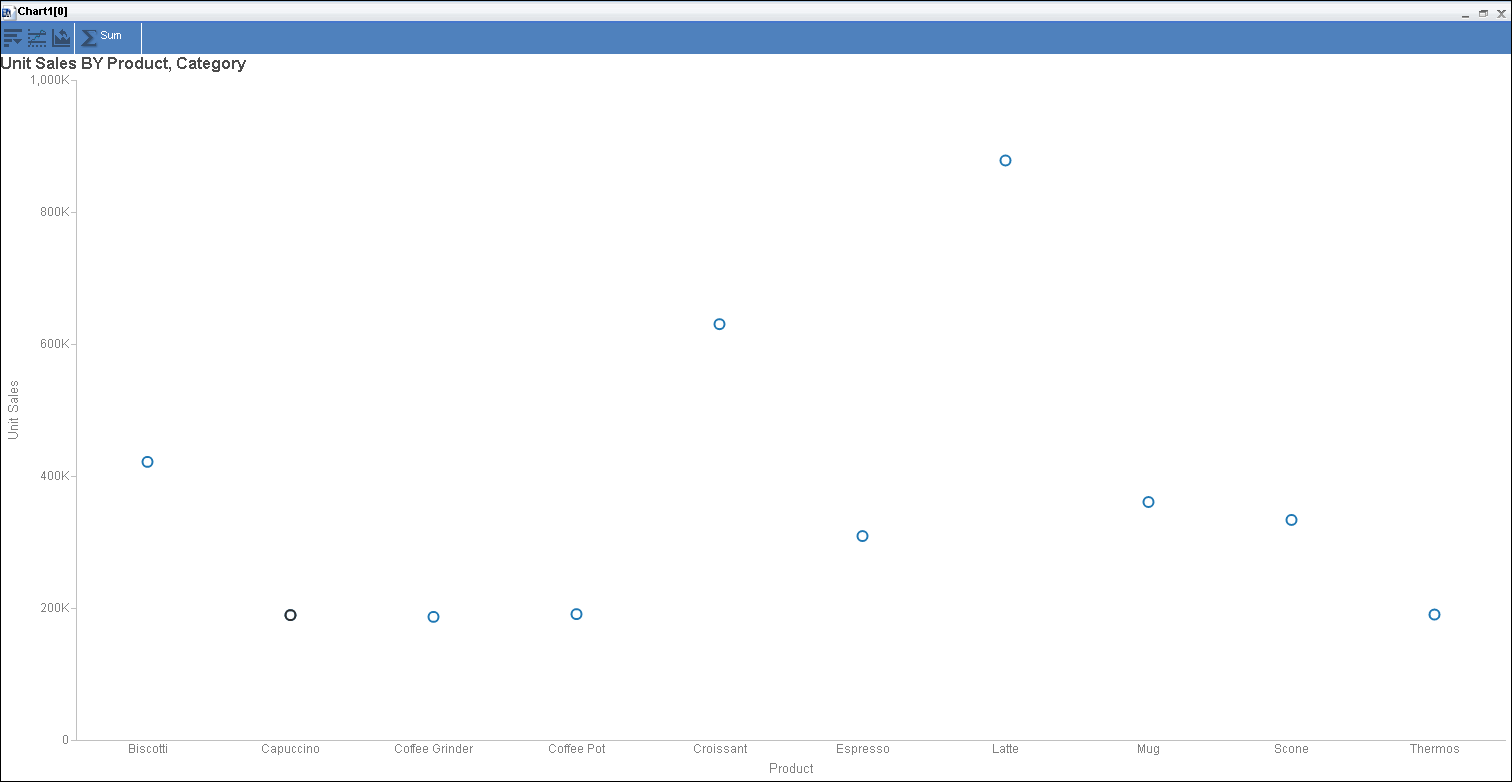 Chart1[0]
Sum
Unit Sales BY Product, Category
1,000K
800K
600K
400K
200K
0
Unit Sales
Biscotti Capuccino Coffee Grinder Coffee Pot Croissant Espresso Latte Mug Scone Thermos
Product